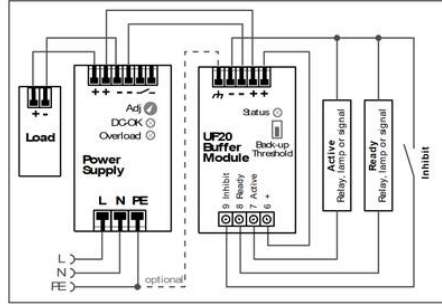 + + - -
- - + +
+ -
Load
Adj
DC-OK
Overload
Power
Supply
L N PE
Status
UF20
Buffer
Module
Back-up
Threshold
9 Inhibit
8 Ready
7 Active
6 +
Active
Relay, lamp or signal
Ready
Relay, lamp or signal
Inhibit
L
N
PE
optional